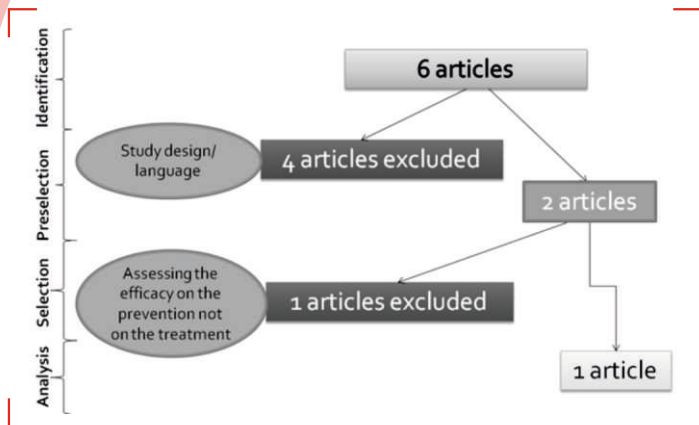 Identification
6 articles
Study design/
language
4 articles excluded
Preselection
2 articles
Selection
Assessing the
efficacy on the
prevention not
on the treatment
1 articles excluded
Analysis
1 article